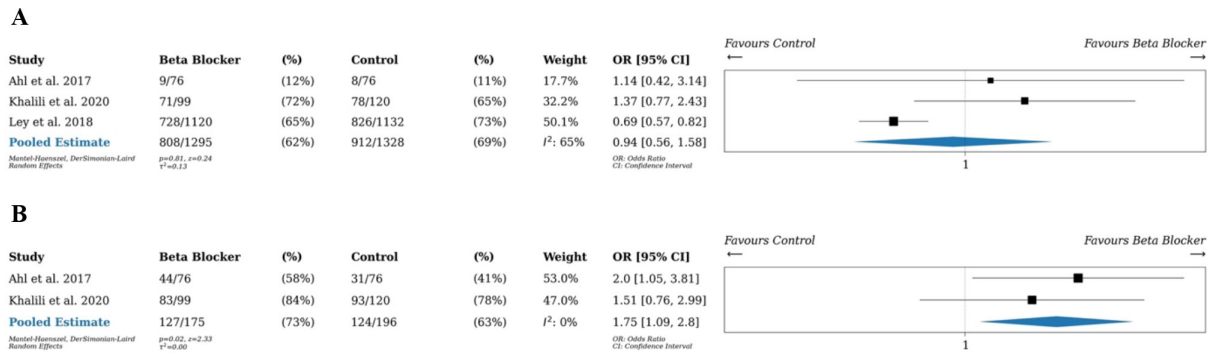 A
Favours Control Favours Beta Blocker
Study Beta Blocker (%) Control (%) Weight OR [95% CI] ← →
Ahl et al. 2017 9/76 (12%) 8/76 (11%) 17.7% 1.14 [0.42, 3.14]
Khalili et al. 2020 71/99 (72%) 78/120 (65%) 32.2% 1.37 [0.77, 2.43]
Ley et al. 2018 728/1120 (65%) 826/1132 (73%) 50.1% 0.69 [0.57, 0.82]
Pooled Estimate 808/1295 (62%) 912/1328 (69%) I²: 65% 0.94 [0.56, 1.58]
Mantel-Haenszel, DerSimonian-Laird p=0.81, z=0.24 OR: Odds Ratio
Random Effects τ²=0.13 CI: Confidence Interval 1
B
Favours Control Favours Beta Blocker
Study Beta Blocker (%) Control (%) Weight OR [95% CI] ← →
Ahl et al. 2017 44/76 (58%) 31/76 (41%) 53.0% 2.0 [1.05, 3.81]
Khalili et al. 2020 83/99 (84%) 93/120 (78%) 47.0% 1.51 [0.76, 2.99]
Pooled Estimate 127/175 (73%) 124/196 (63%) I²: 0% 1.75 [1.09, 2.8]
Mantel-Haenszel, DerSimonian-Laird p=0.02, z=2.33 OR: Odds Ratio
Random Effects τ²=0.00 CI: Confidence Interval 1